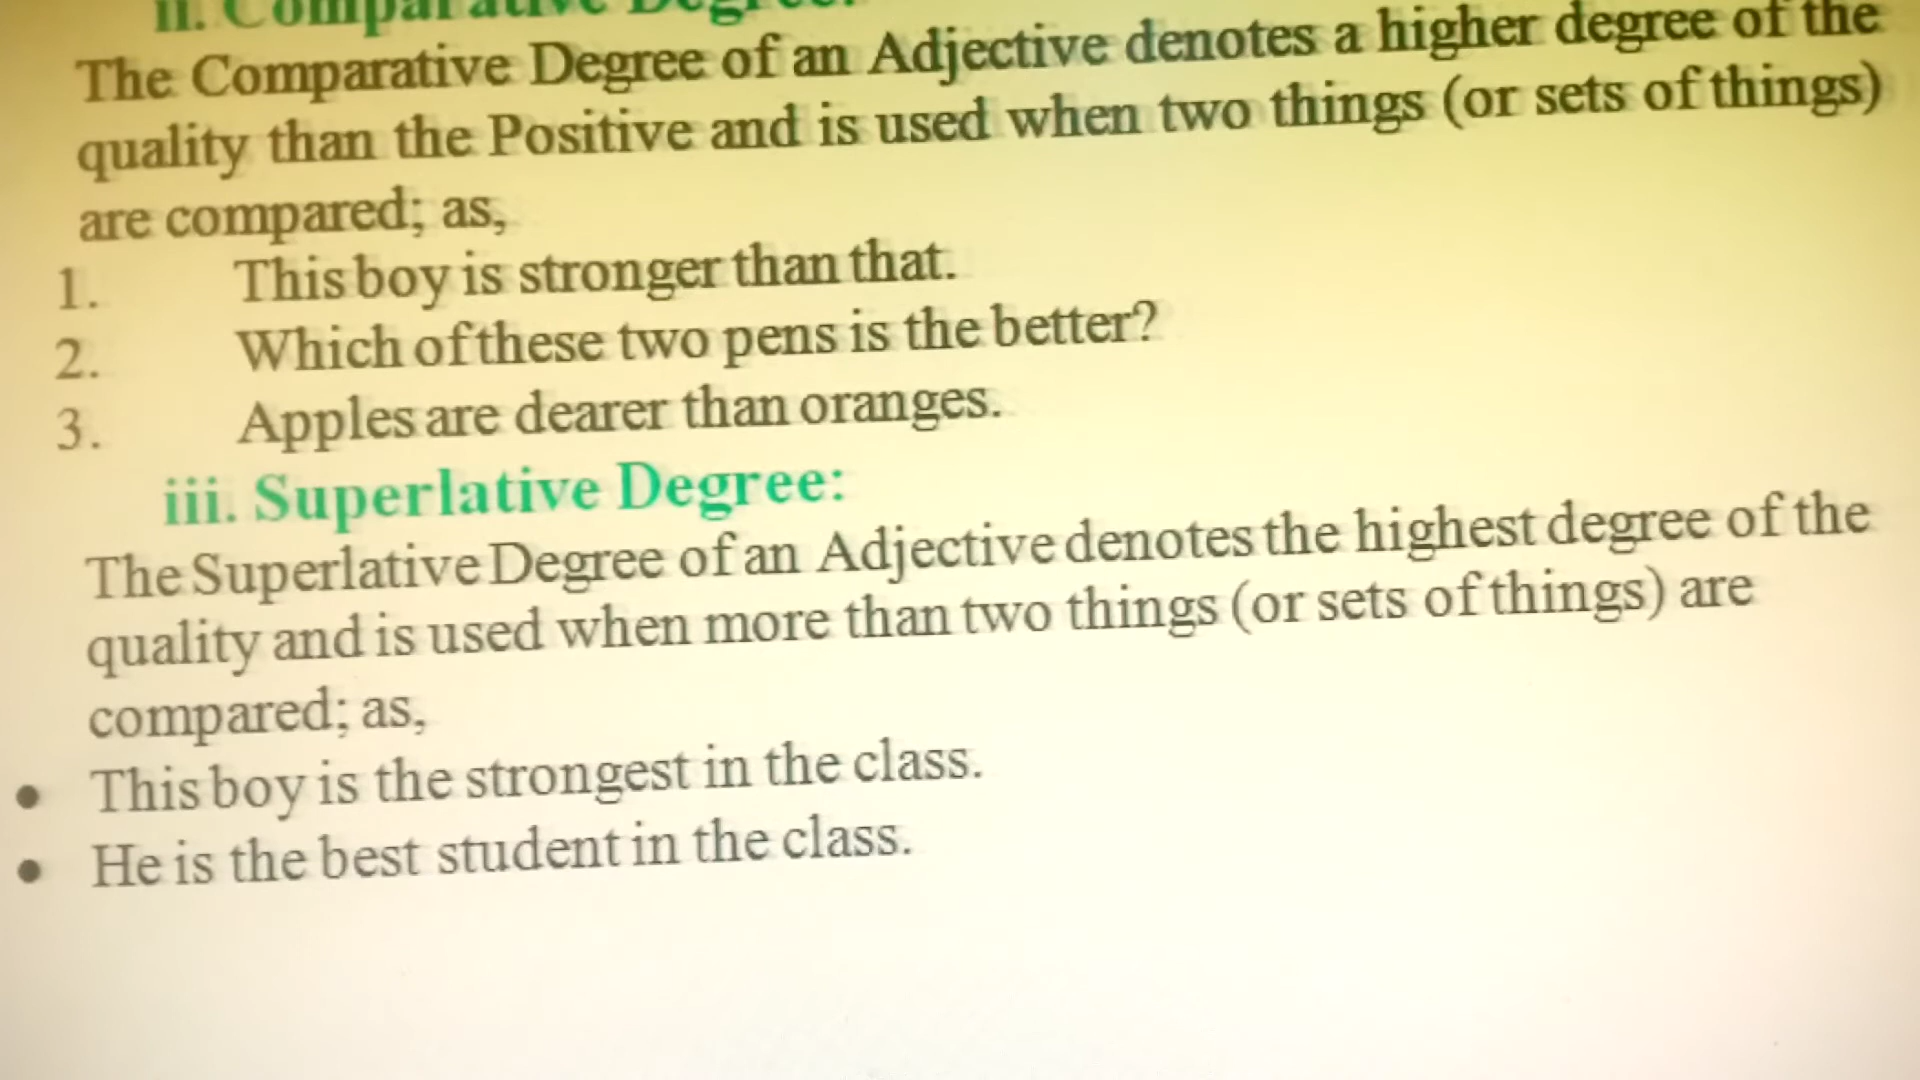 ii. Comparative Degree:
The Comparative Degree of an Adjective denotes a higher degree of the
quality than the Positive and is used when two things (or sets of things)
are compared; as,
1. This boy is stronger than that.
2. Which of these two pens is the better?
3. Apples are dearer than oranges.
iii. Superlative Degree:
The Superlative Degree of an Adjective denotes the highest degree of the
quality and is used when more than two things (or sets of things) are
compared; as,
• This boy is the strongest in the class.
• He is the best student in the class.